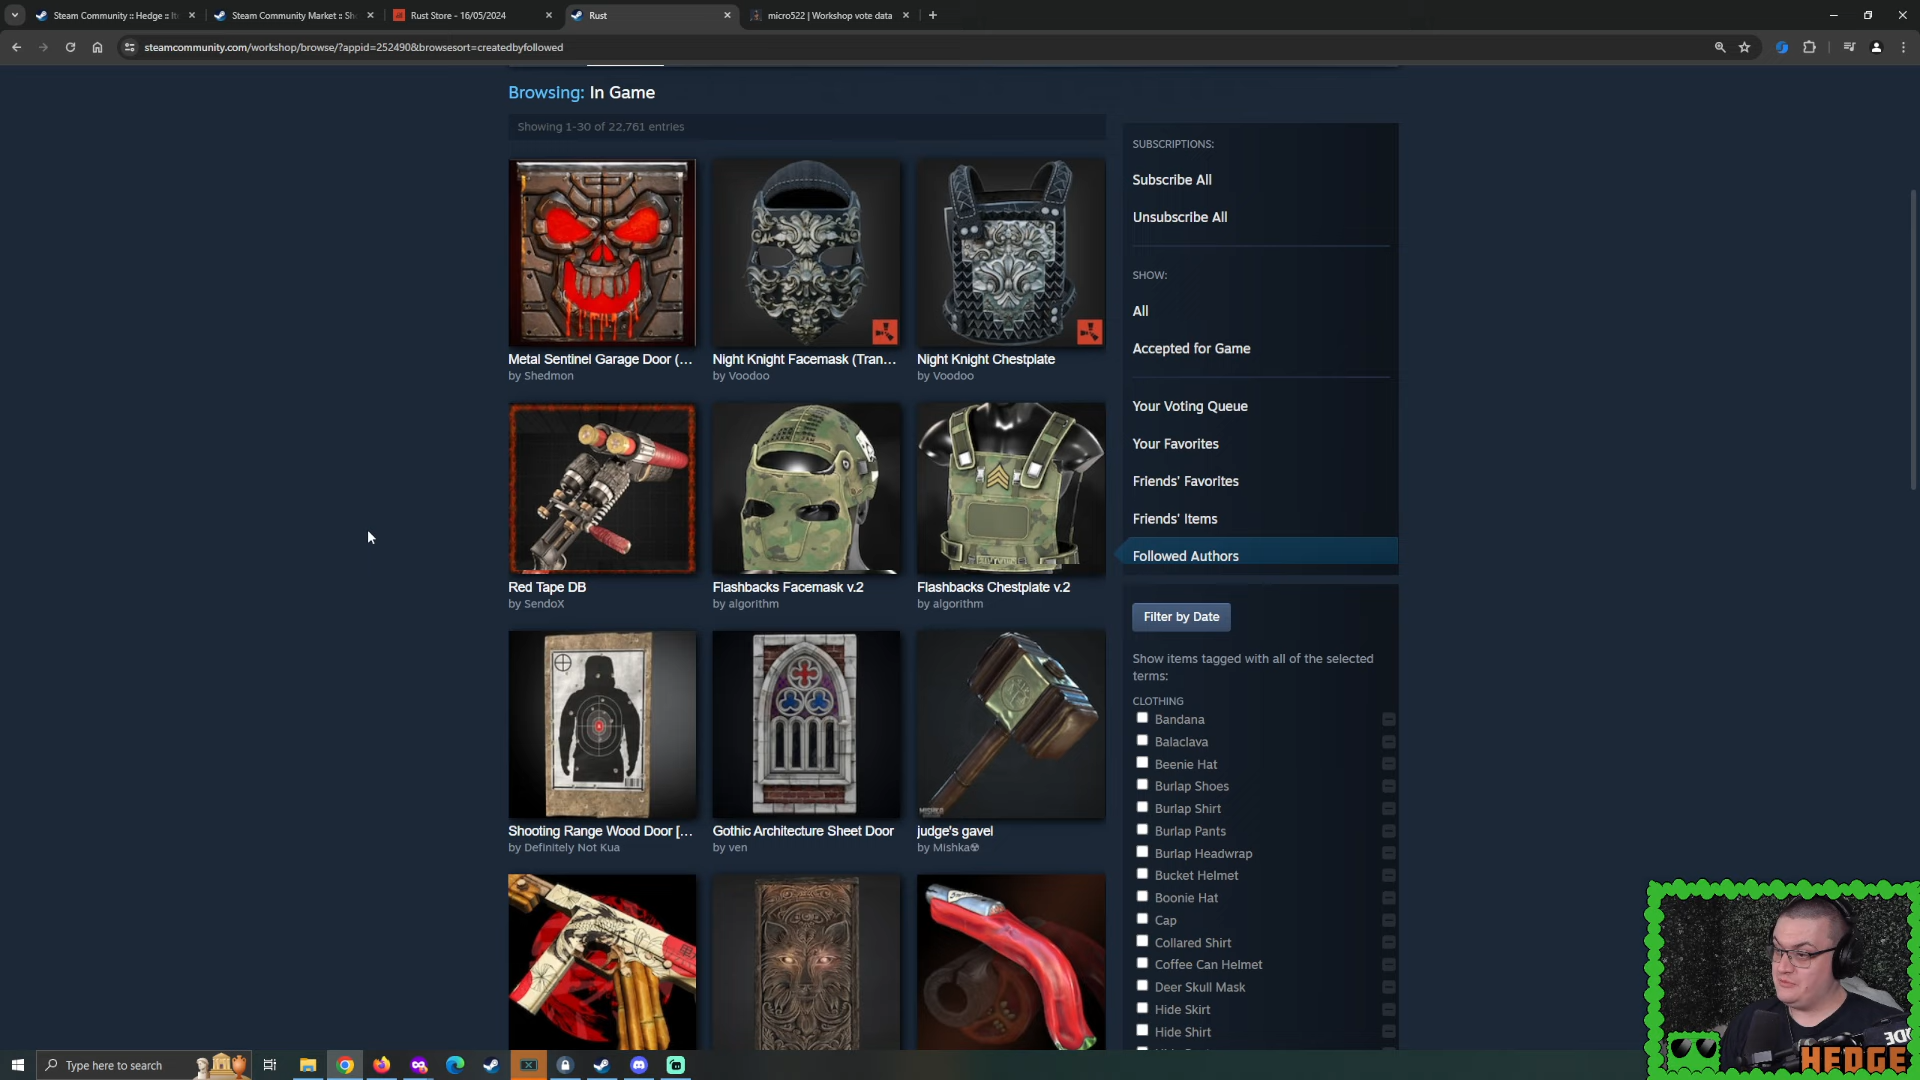 Steam Community :: Hedge :: It
Steam Community Market :: Sh
Rust Store - 16/05/2024
Rust
micro522 | Workshop vote data
steamcommunity.com/workshop/browse/?appid=252490&browsesort=createdbyfollowed
Browsing: In Game
Showing 1-30 of 22,761 entries
Metal Sentinel Garage Door (...
by Shedmon
Night Knight Facemask (Tran...
by Voodoo
Night Knight Chestplate
by Voodoo
Red Tape DB
by SendoX
Flashbacks Facemask v.2
by algorithm
Flashbacks Chestplate v.2
by algorithm
Shooting Range Wood Door [...
by Definitely Not Kua
Gothic Architecture Sheet Door
by ven
MISHKA
judge's gavel
by Mishka☢
SUBSCRIPTIONS:
Subscribe All
Unsubscribe All
SHOW:
All
Accepted for Game
Your Voting Queue
Your Favorites
Friends' Favorites
Friends' Items
Followed Authors
Filter by Date
Show items tagged with all of the selected
terms:
CLOTHING
Bandana
Balaclava
Beenie Hat
Burlap Shoes
Burlap Shirt
Burlap Pants
Burlap Headwrap
Bucket Helmet
Boonie Hat
Cap
Collared Shirt
Coffee Can Helmet
Deer Skull Mask
Hide Skirt
Hide Shirt
HEDGE
Type here to search